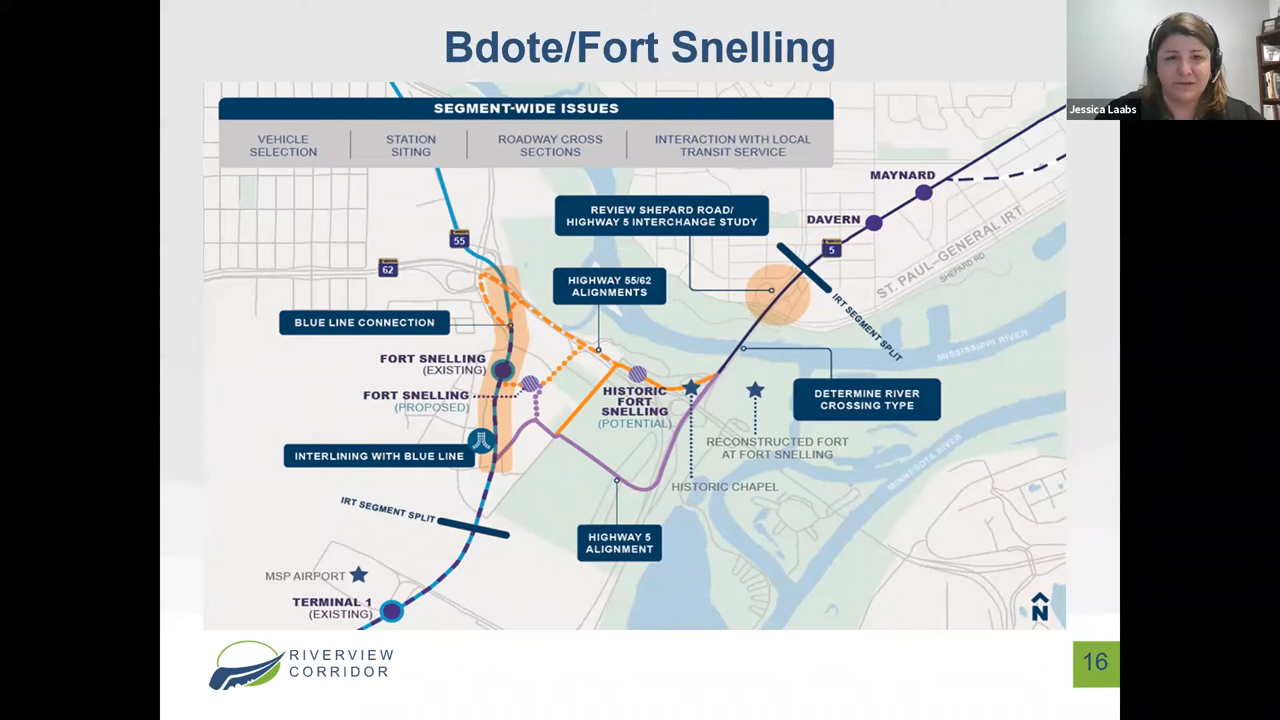 Bdote/Fort Snelling
Jessica Laabs
SEGMENT-WIDE ISSUES
VEHICLE
SELECTION
STATION
SITING
ROADWAY CROSS
SECTIONS
INTERACTION WITH LOCAL
TRANSIT SERVICE
MAYNARD
DAVERN
REVIEW SHEPARD ROAD/
HIGHWAY 5 INTERCHANGE STUDY
5
55
62
ST. PAUL-GENERAL IRT
SHEPARD RD
HIGHWAY 55/62
ALIGNMENTS
IRT SEGMENT SPLIT
BLUE LINE CONNECTION
MISSISSIPPI RIVER
FORT SNELLING
(EXISTING)
FORT SNELLING
(PROPOSED)
HISTORIC
FORT
SNELLING
(POTENTIAL)
DETERMINE RIVER
CROSSING TYPE
RECONSTRUCTED FORT
AT FORT SNELLING
MINNESOTA RIVER
INTERLINING WITH BLUE LINE
HISTORIC CHAPEL
IRT SEGMENT SPLIT
HIGHWAY 5
ALIGNMENT
MSP AIRPORT
TERMINAL 1
(EXISTING)
N
RIVERVIEW
CORRIDOR
16